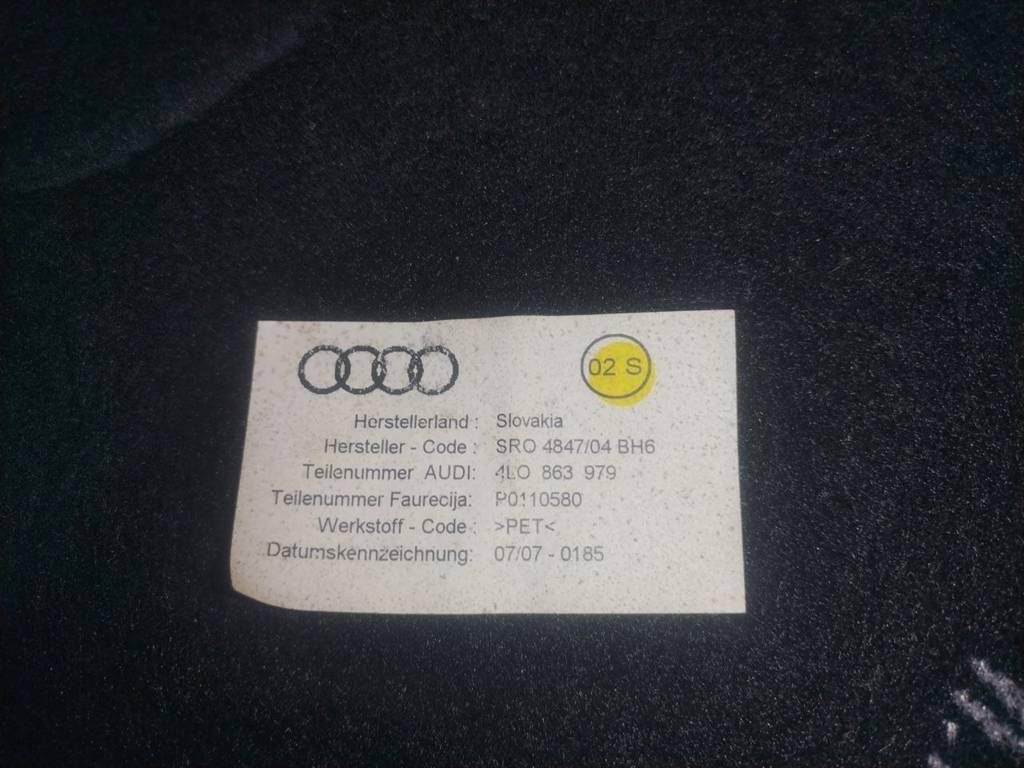 02 S
Herstellerland : Slovakia
Hersteller - Code : SRO 4847/04 BH6
Teilenummer AUDI: 4LO 863 979
Teilenummer Faurecija: P0110580
Werkstoff - Code : >PET<
Datumskennzeichnung: 07/07 - 0185